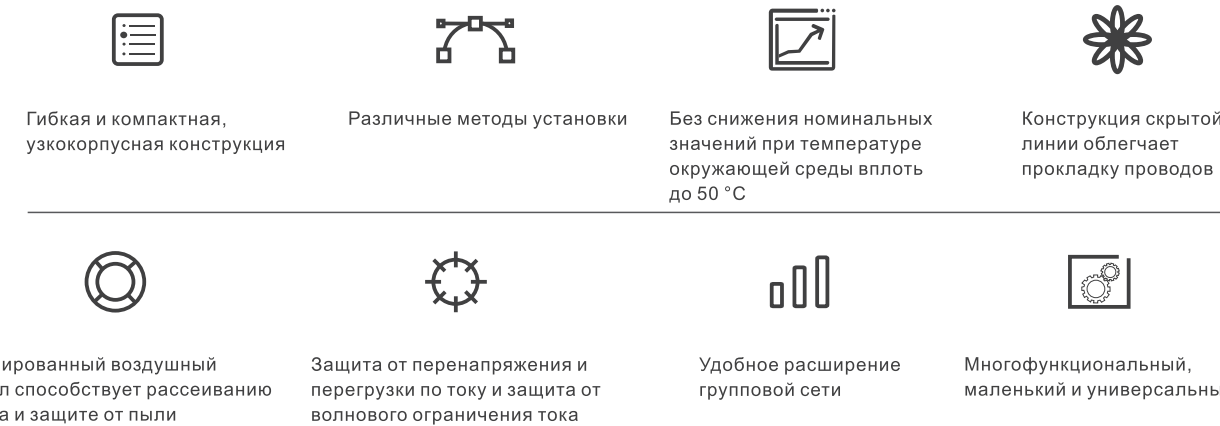 Гибкая и компактная,
узкокорпусная конструкция
Различные методы установки
Без снижения номинальных
значений при температуре
окружающей среды вплоть
до 50 °C
Конструкция скрытой
линии облегчает
прокладку проводов
воздушный
способствует рассеиванию
и защите от пыли
Защита от перенапряжения и
перегрузки по току и защита от
волнового ограничения тока
Удобное расширение
групповой сети
Многофункциональный,
маленький и